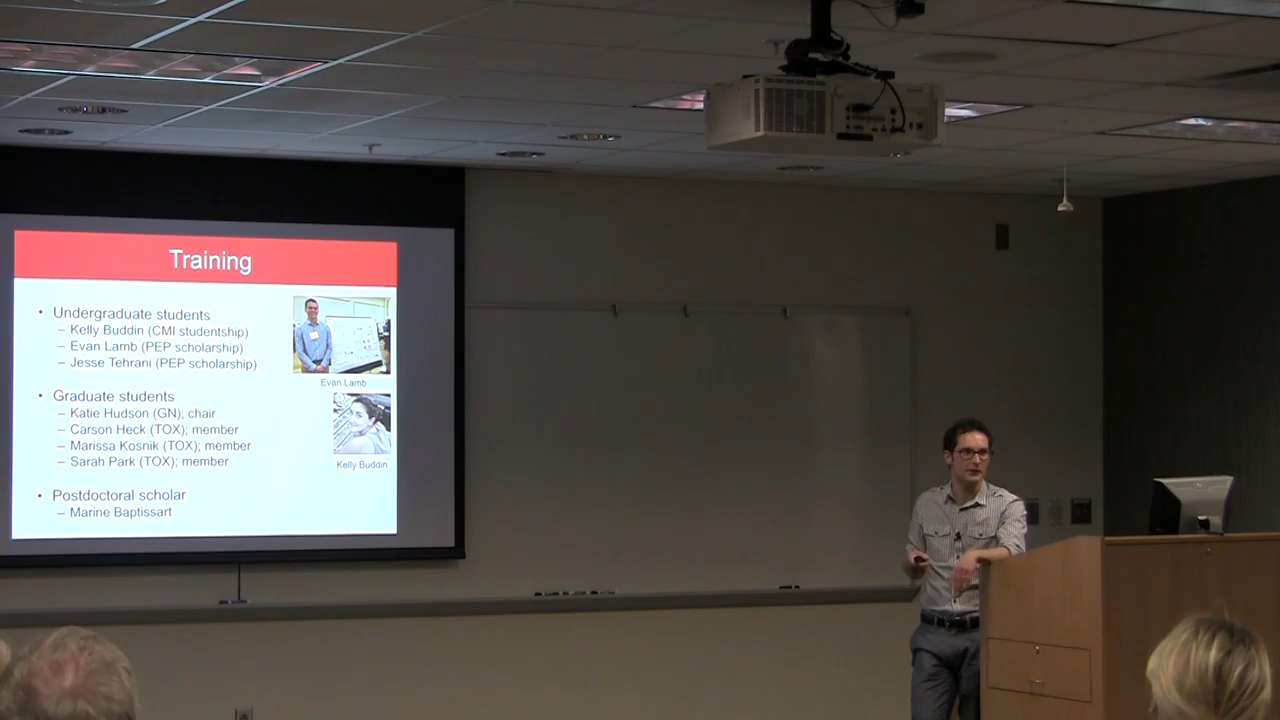 Training
• Undergraduate students
– Kelly Buddin (CMI studentship)
– Evan Lamb (PEP scholarship)
– Jesse Tehrani (PEP scholarship)
Evan Lamb
• Graduate students
– Katie Hudson (GN); chair
– Carson Heck (TOX); member
– Marissa Kosnik (TOX); member
– Sarah Park (TOX); member
Kelly Buddin
• Postdoctoral scholar
– Marine Baptissart